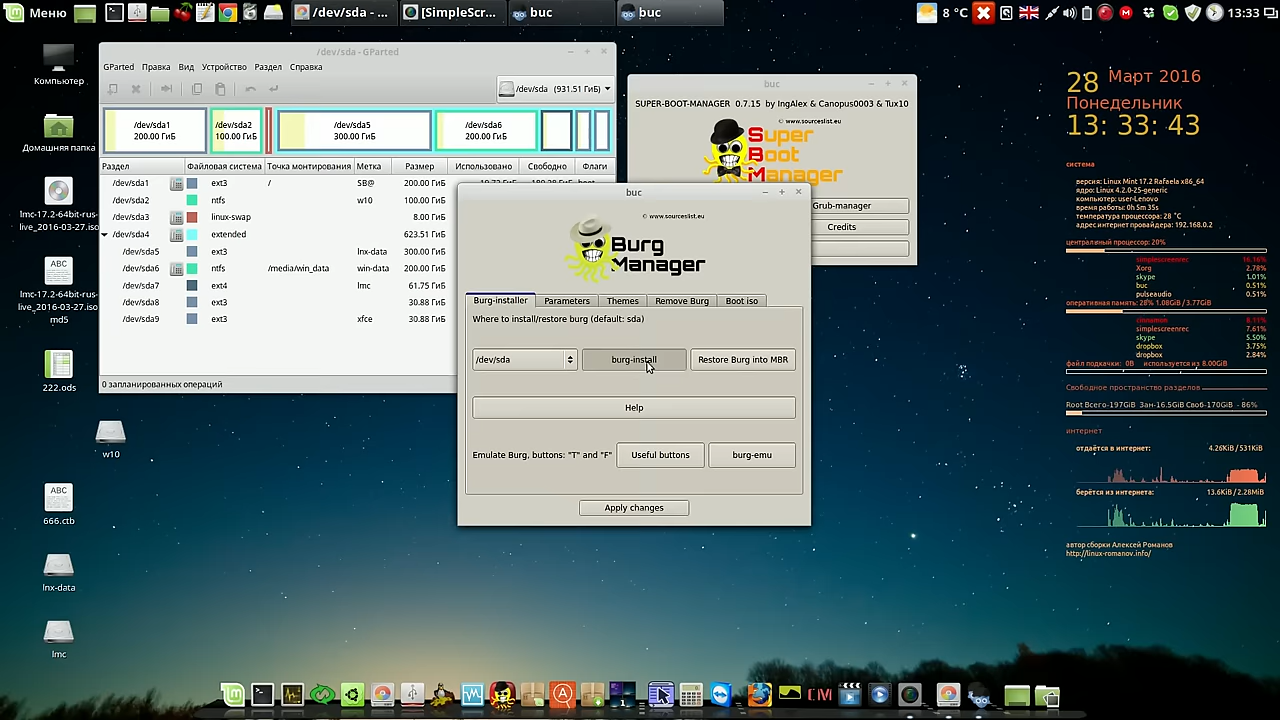 Меню
/dev/sda - ...
[SimpleScr...
buc
buc
8 °C
13:33
Компьютер
Домашняя папка
lmc-17.2-64bit-rus-
live_2016-03-27.iso
lmc-17.2-64bit-rus-
live_2016-03-27.iso.
md5
222.ods
w10
ABC
666.ctb
lnx-data
lmc
/dev/sda - GParted
GParted Правка Вид Устройство Раздел Справка
/dev/sda (931.51 ГиБ)
/dev/sda1
200.00 ГиБ
/dev/sda2
100.00 ГиБ
/dev/sda5
300.00 ГиБ
/dev/sda6
200.00 ГиБ
Раздел Файловая система Точка монтирования Метка Размер Использовано Свободно Флаги
/dev/sda1 ext3 / SB@ 200.00 ГиБ
/dev/sda2 ntfs w10 100.00 ГиБ
/dev/sda3 linux-swap 8.00 ГиБ
/dev/sda4 extended 623.51 ГиБ
/dev/sda5 ext3 lnx-data 300.00 ГиБ
/dev/sda6 ntfs /media/win_data win-data 200.00 ГиБ
/dev/sda7 ext4 lmc 61.75 ГиБ
/dev/sda8 ext3 30.88 ГиБ
/dev/sda9 ext3 xfce 30.88 ГиБ
0 запланированных операций
buc
SUPER-BOOT-MANAGER 0.7.15 by IngAlex & Canopus0003 & Tux10
© www.sourceslist.eu
Super
Boot
Manager
Grub-manager
Credits
buc
© www.sourceslist.eu
Burg
Manager
Burg-installer Parameters Themes Remove Burg Boot iso
Where to install/restore burg (default: sda)
/dev/sda burg-install Restore Burg into MBR
Help
Emulate Burg, buttons: "T" and "F" Useful buttons burg-emu
Apply changes
28 Март 2016
Понедельник
13: 33: 43
система
версия: Linux Mint 17.2 Rafaela x86_64
ядро: Linux 4.2.0-25-generic
компьютер: user-Lenovo
время работы: 0h 5m 35s
температура процессора: 28 °C
адрес интернет провайдера: 192.168.0.2
центральный процессор: 20%
simplescreenrec 16.16%
Xorg 2.78%
skype 1.01%
buc 0.51%
pulseaudio 0.51%
оперативная память: 28% 1.08GiB / 3.77GiB
cinnamon 8.11%
simplescreenrec 7.61%
skype 5.50%
dropbox 3.75%
dropbox 2.84%
файл подкачки: 0B используется из 8.00GiB
Свободное пространство разделов
Root Всего-197GiB Зан-16.5GiB Своб-170GiB - 86%
интернет
отдаётся в интернет: 4.26KiB / 531KiB
берётся из интернета: 13.6KiB / 2.28MiB
автор сборки Алексей Романов
http://linux-romanov.info/